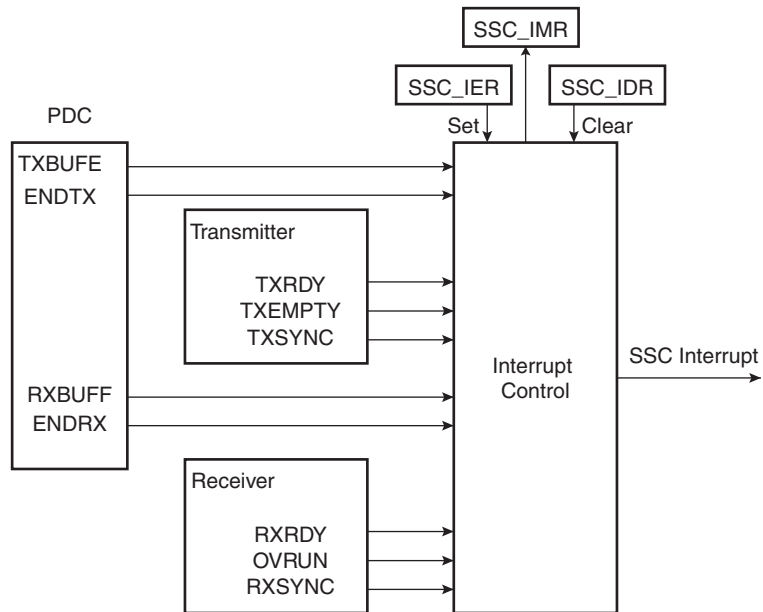 SSC_IMR
SSC_IER
SSC_IDR
PDC
Set
Clear
TXBUFE
ENDTX
Transmitter
TXRDY
TXEMPTY
TXSYNC
RXBUFF
ENDRX
Interrupt
Control
SSC Interrupt
Receiver
RXRDY
OVRUN
RXSYNC